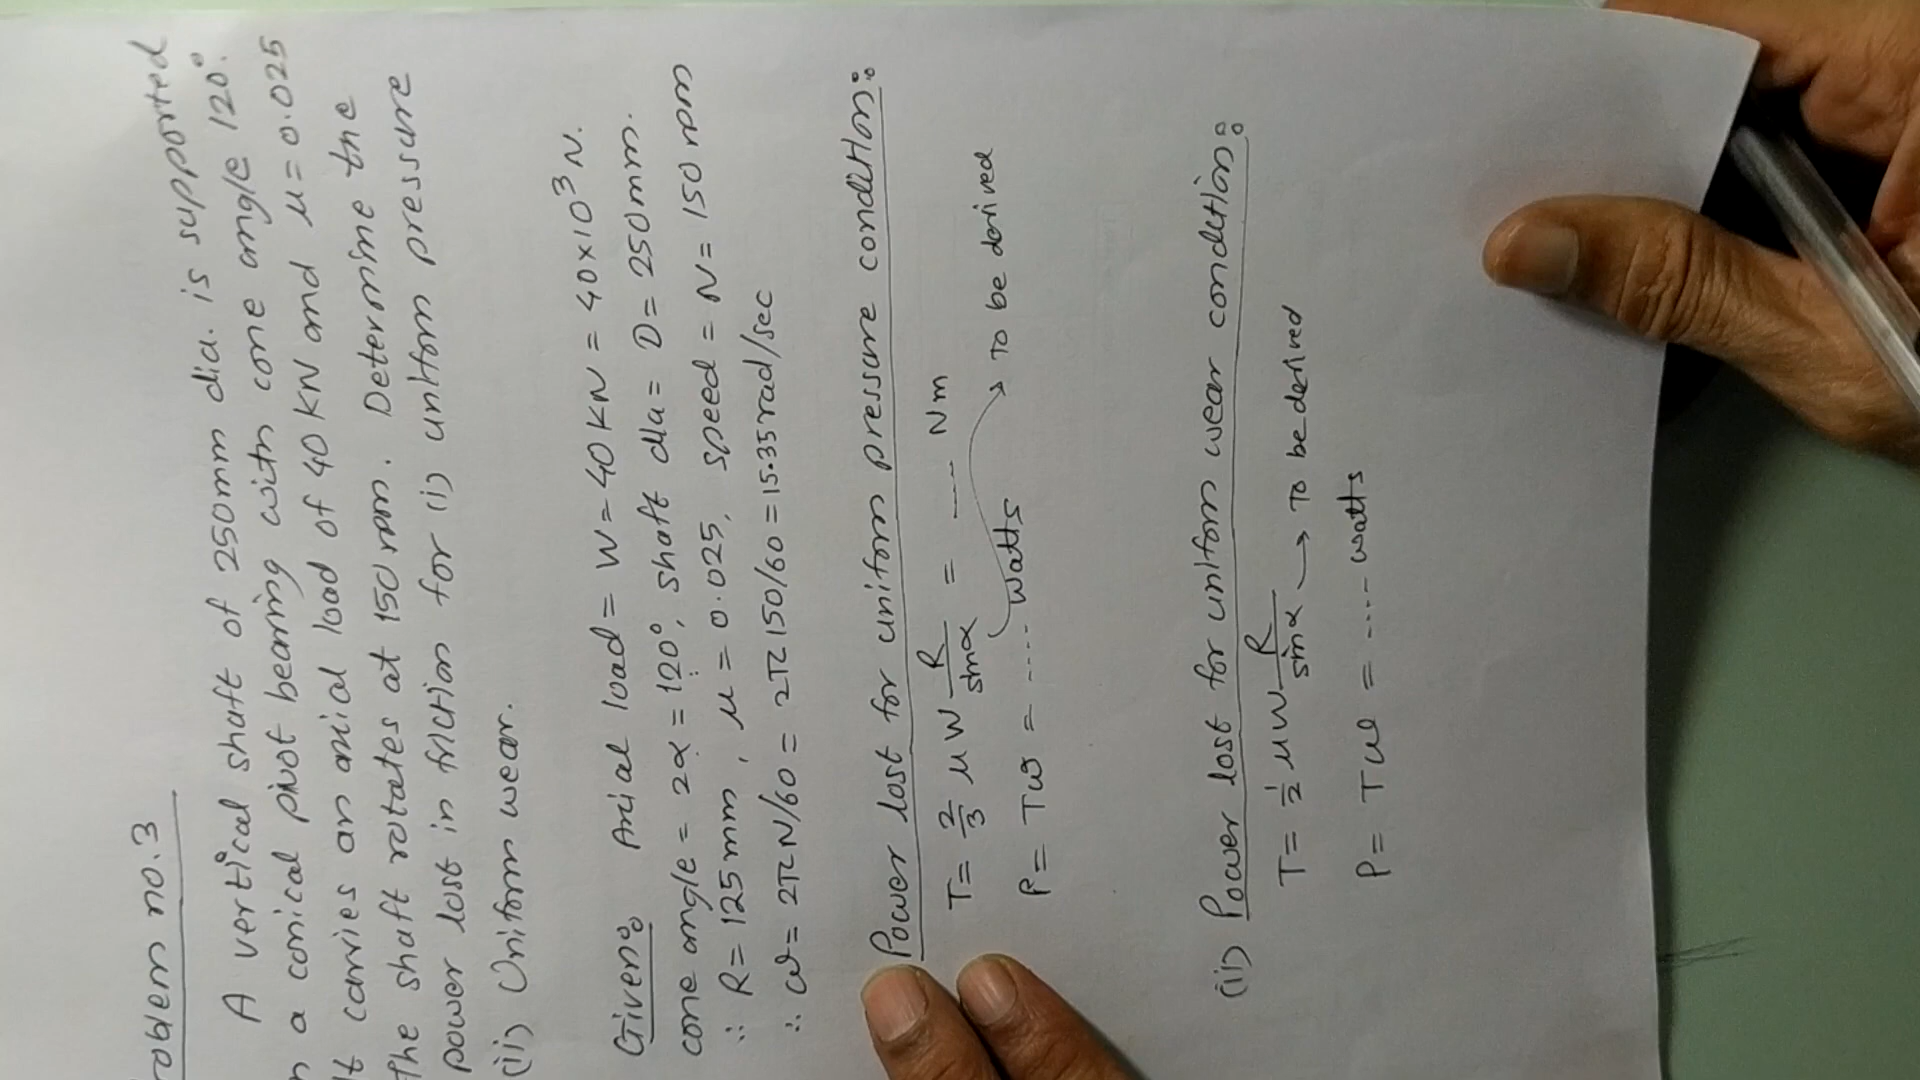 oblem no.3
A vertical shaft of 250mm dia. is supported
n a conical pivot bearing with cone angle 120°.
It carries an axial load of 40 KN and μ=0.025
the shaft rotates at 150 rpm. Determine the
power lost in friction for (i) uniform pressure
(ii) Uniform wear.
Given: Axial load = W = 40 KN = 40×10³ N.
cone angle = 2α = 120°, shaft dia = D = 250mm.
∴ R = 125mm, μ = 0.025, speed = N = 150 rpm
∴ ω = 2πN/60 = 2π 150/60 = 15.35 rad/sec
Power lost for uniform pressure condition:
T = 2/3 μW R/sinα = ---- Nm
P = Tω = .... watts → To be derived
(ii) Power lost for uniform wear condition:
T = 1/2 μW R/sinα → To be derived
P = Tω = ---- watts